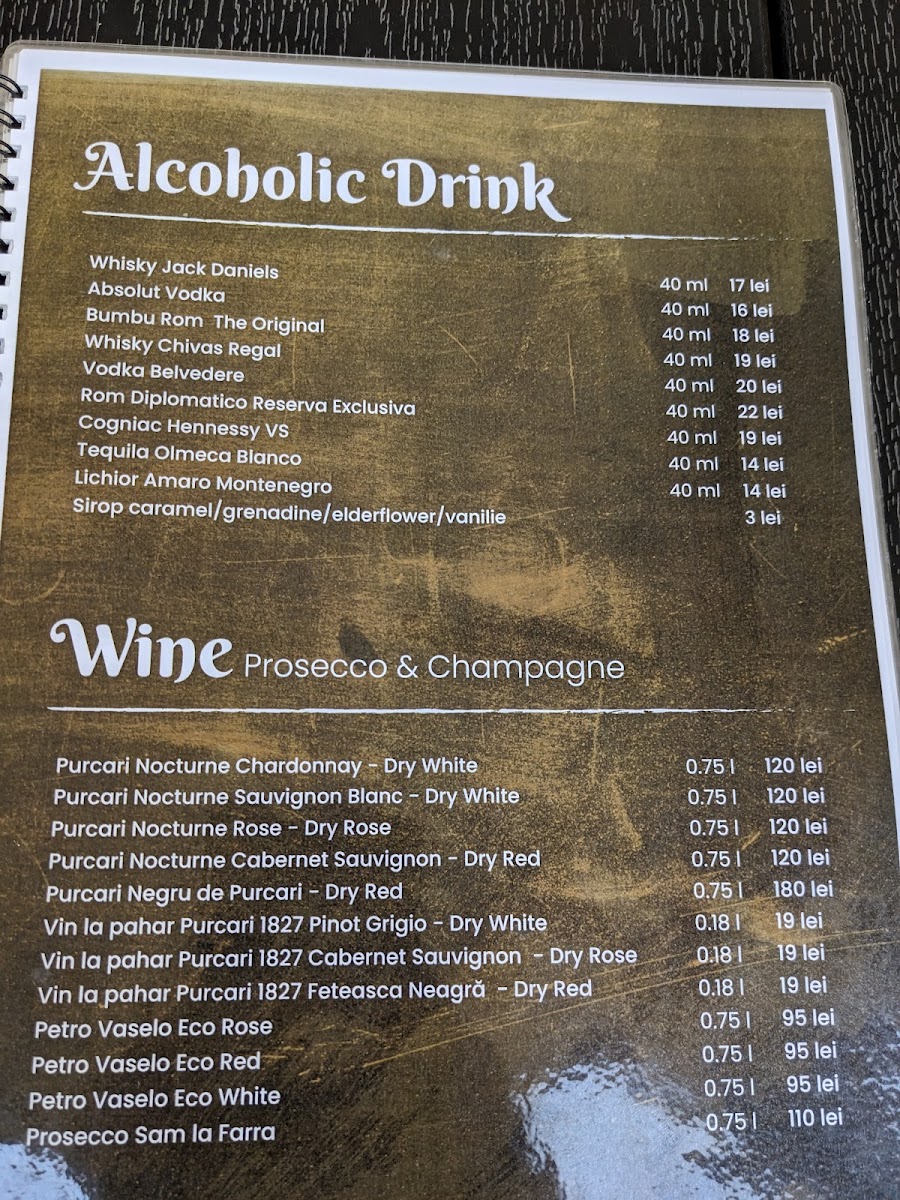 Alcoholic Drink
Whisky Jack Daniels 40 ml 17 lei
Absolut Vodka 40 ml 16 lei
Bumbu Rom The Original 40 ml 18 lei
Whisky Chivas Regal 40 ml 19 lei
Vodka Belvedere 40 ml 20 lei
Rom Diplomatico Reserva Exclusiva 40 ml 22 lei
Cogniac Hennessy VS 40 ml 19 lei
Tequila Olmeca Blanco 40 ml 14 lei
Lichior Amaro Montenegro 40 ml 14 lei
Sirop caramel/grenadine/elderflower/vanilie 3 lei
Wine Prosecco & Champagne
Purcari Nocturne Chardonnay - Dry White 0.75 l 120 lei
Purcari Nocturne Sauvignon Blanc - Dry White 0.75 l 120 lei
Purcari Nocturne Rose - Dry Rose 0.75 l 120 lei
Purcari Nocturne Cabernet Sauvignon - Dry Red 0.75 l 120 lei
Purcari Negru de Purcari - Dry Red 0.75 l 180 lei
Vin la pahar Purcari 1827 Pinot Grigio - Dry White 0.18 l 19 lei
Vin la pahar Purcari 1827 Cabernet Sauvignon - Dry Rose 0.18 l 19 lei
Vin la pahar Purcari 1827 Feteasca Neagră - Dry Red 0.18 l 19 lei
Petro Vaselo Eco Rose 0.75 l 95 lei
Petro Vaselo Eco Red 0.75 l 95 lei
Petro Vaselo Eco White 0.75 l 95 lei
Prosecco Sam la Farra 0.75 l 110 lei